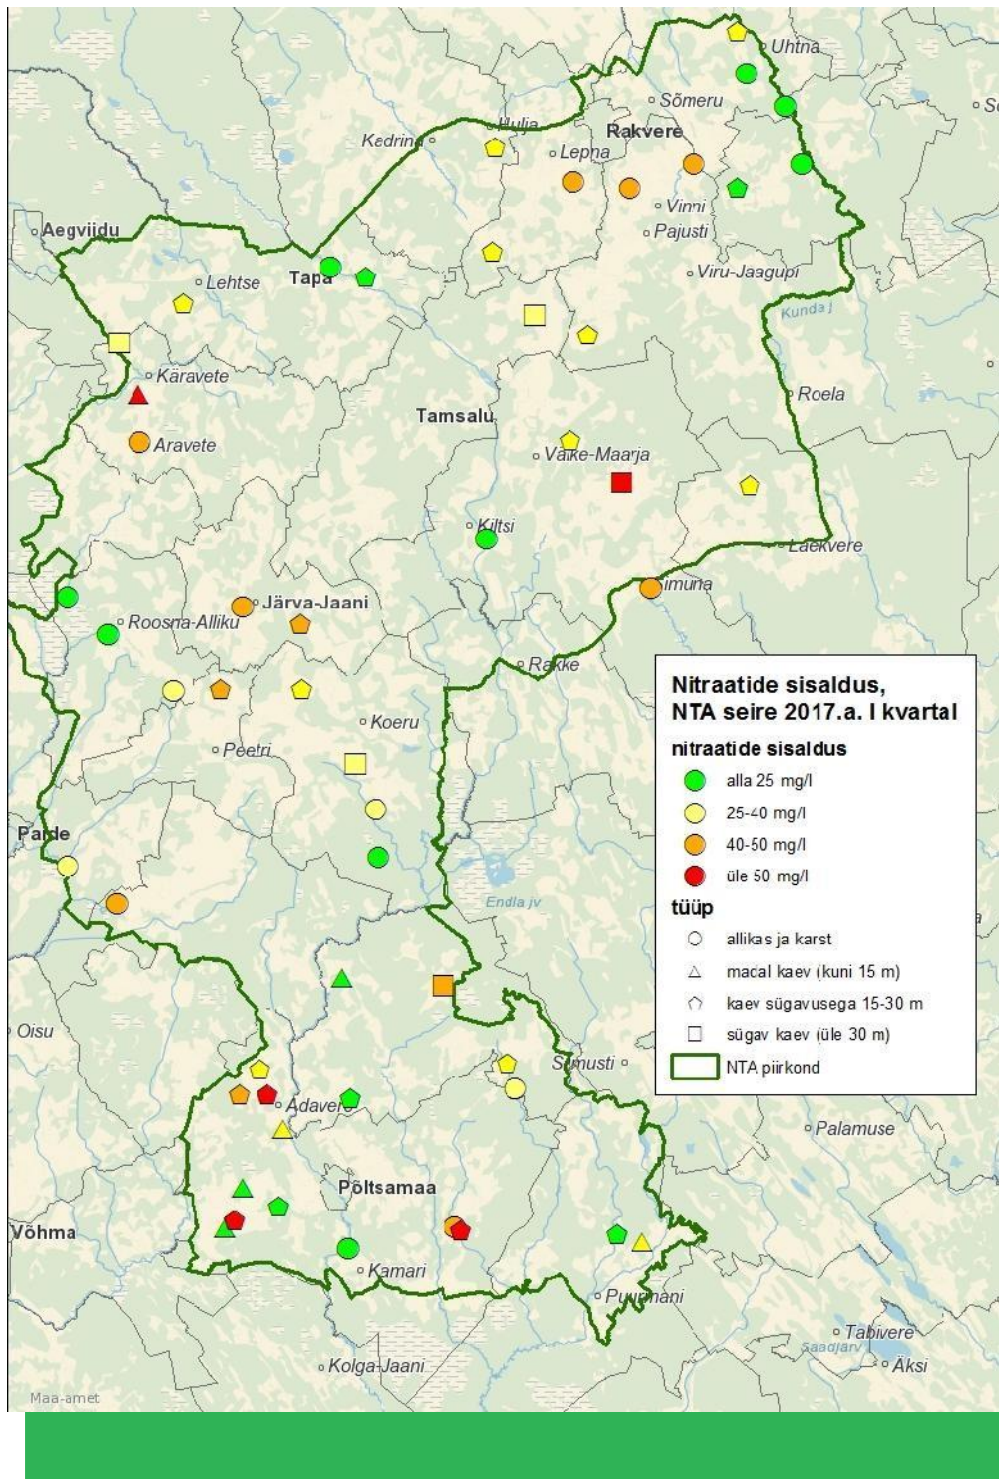 Uhtna
Sõmeru
Hulja
Rakvere
Kadrina
Lepna
Vinni
Aegviidu
Pajusti
Viru-Jaagupi
Lehtse
Tapa
Kunda j
Käravete
Roela
Tamsalu
Aravete
Väike-Maarja
Kiltsi
Laekvere
Simuna
Järva-Jaani
Roosna-Alliku
Rakke
Koeru
Peetri
Paide
Endla jv
Oisu
Simusti
Adavere
Palamuse
Põltsamaa
Võhma
Kamari
Puurmani
Tabivere
Saadjärv
Äksi
Kolga-Jaani
Maa-amet
Nitraatide sisaldus,
NTA seire 2017.a. I kvartal
nitraatide sisaldus
alla 25 mg/l
25-40 mg/l
40-50 mg/l
üle 50 mg/l
tüüp
allikas ja karst
madal kaev (kuni 15 m)
kaev sügavusega 15-30 m
sügav kaev (üle 30 m)
NTA piirkond